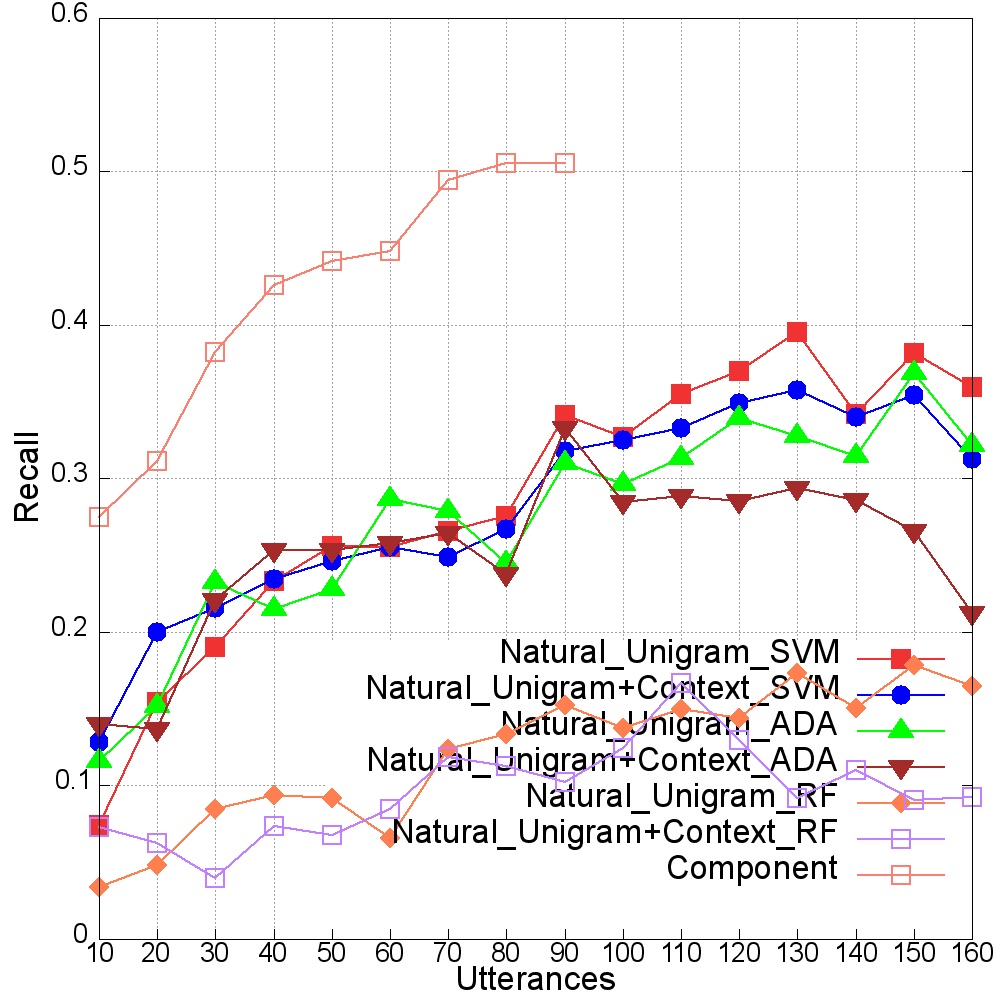 0.6
0.5
0.4
0.3
0.2
0.1
0
Recall
Natural_Unigram_SVM
Natural_Unigram+Context_SVM
Natural_Unigram_ADA
Natural_Unigram+Context_ADA
Natural_Unigram_RF
Natural_Unigram+Context_RF
Component
10 20 30 40 50 60 70 80 90 100 110 120 130 140 150 160
Utterances